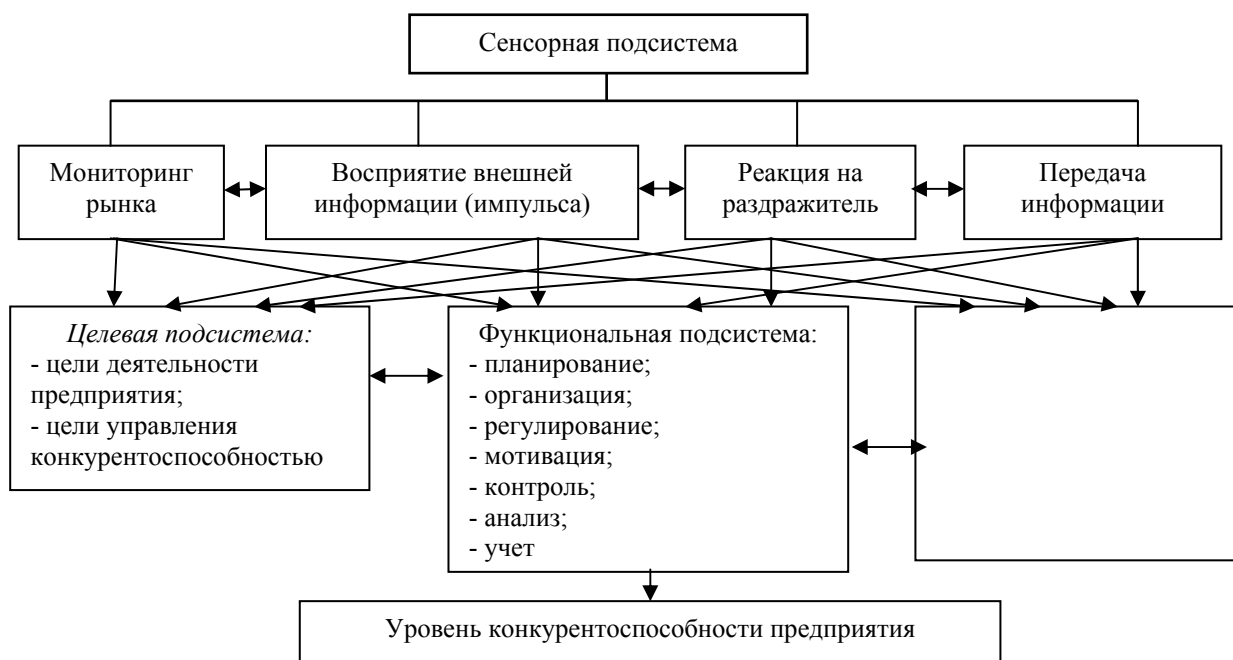 Сенсорная подсистема
Мониторинг
рынка
Восприятие внешней
информации (импульса)
Реакция на
раздражитель
Передача
информации
Целевая подсистема:
- цели деятельности
предприятия;
- цели управления
конкурентоспособностью
Функциональная подсистема:
- планирование;
- организация;
- регулирование;
- мотивация;
- контроль;
- анализ;
- учет
Уровень конкурентоспособности предприятия